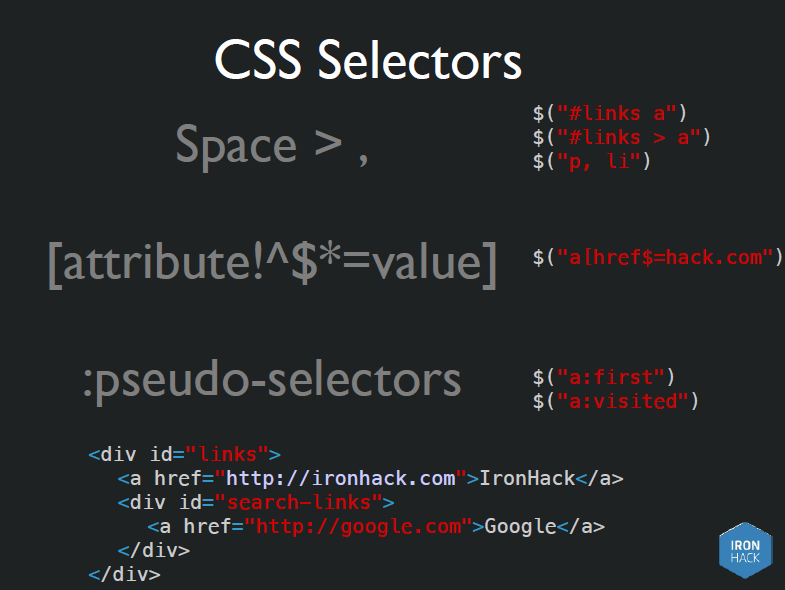 CSS Selectors
Space > ,
$("#links a")
$("#links > a")
$("p, li")
[attribute!^$*=value]
$("a[href$=hack.com")
:pseudo-selectors
$("a:first")
$("a:visited")
<div id="links">
<a href="http://ironhack.com">IronHack</a>
<div id="search-links">
<a href="http://google.com">Google</a>
</div>
</div>
IRON
HACK